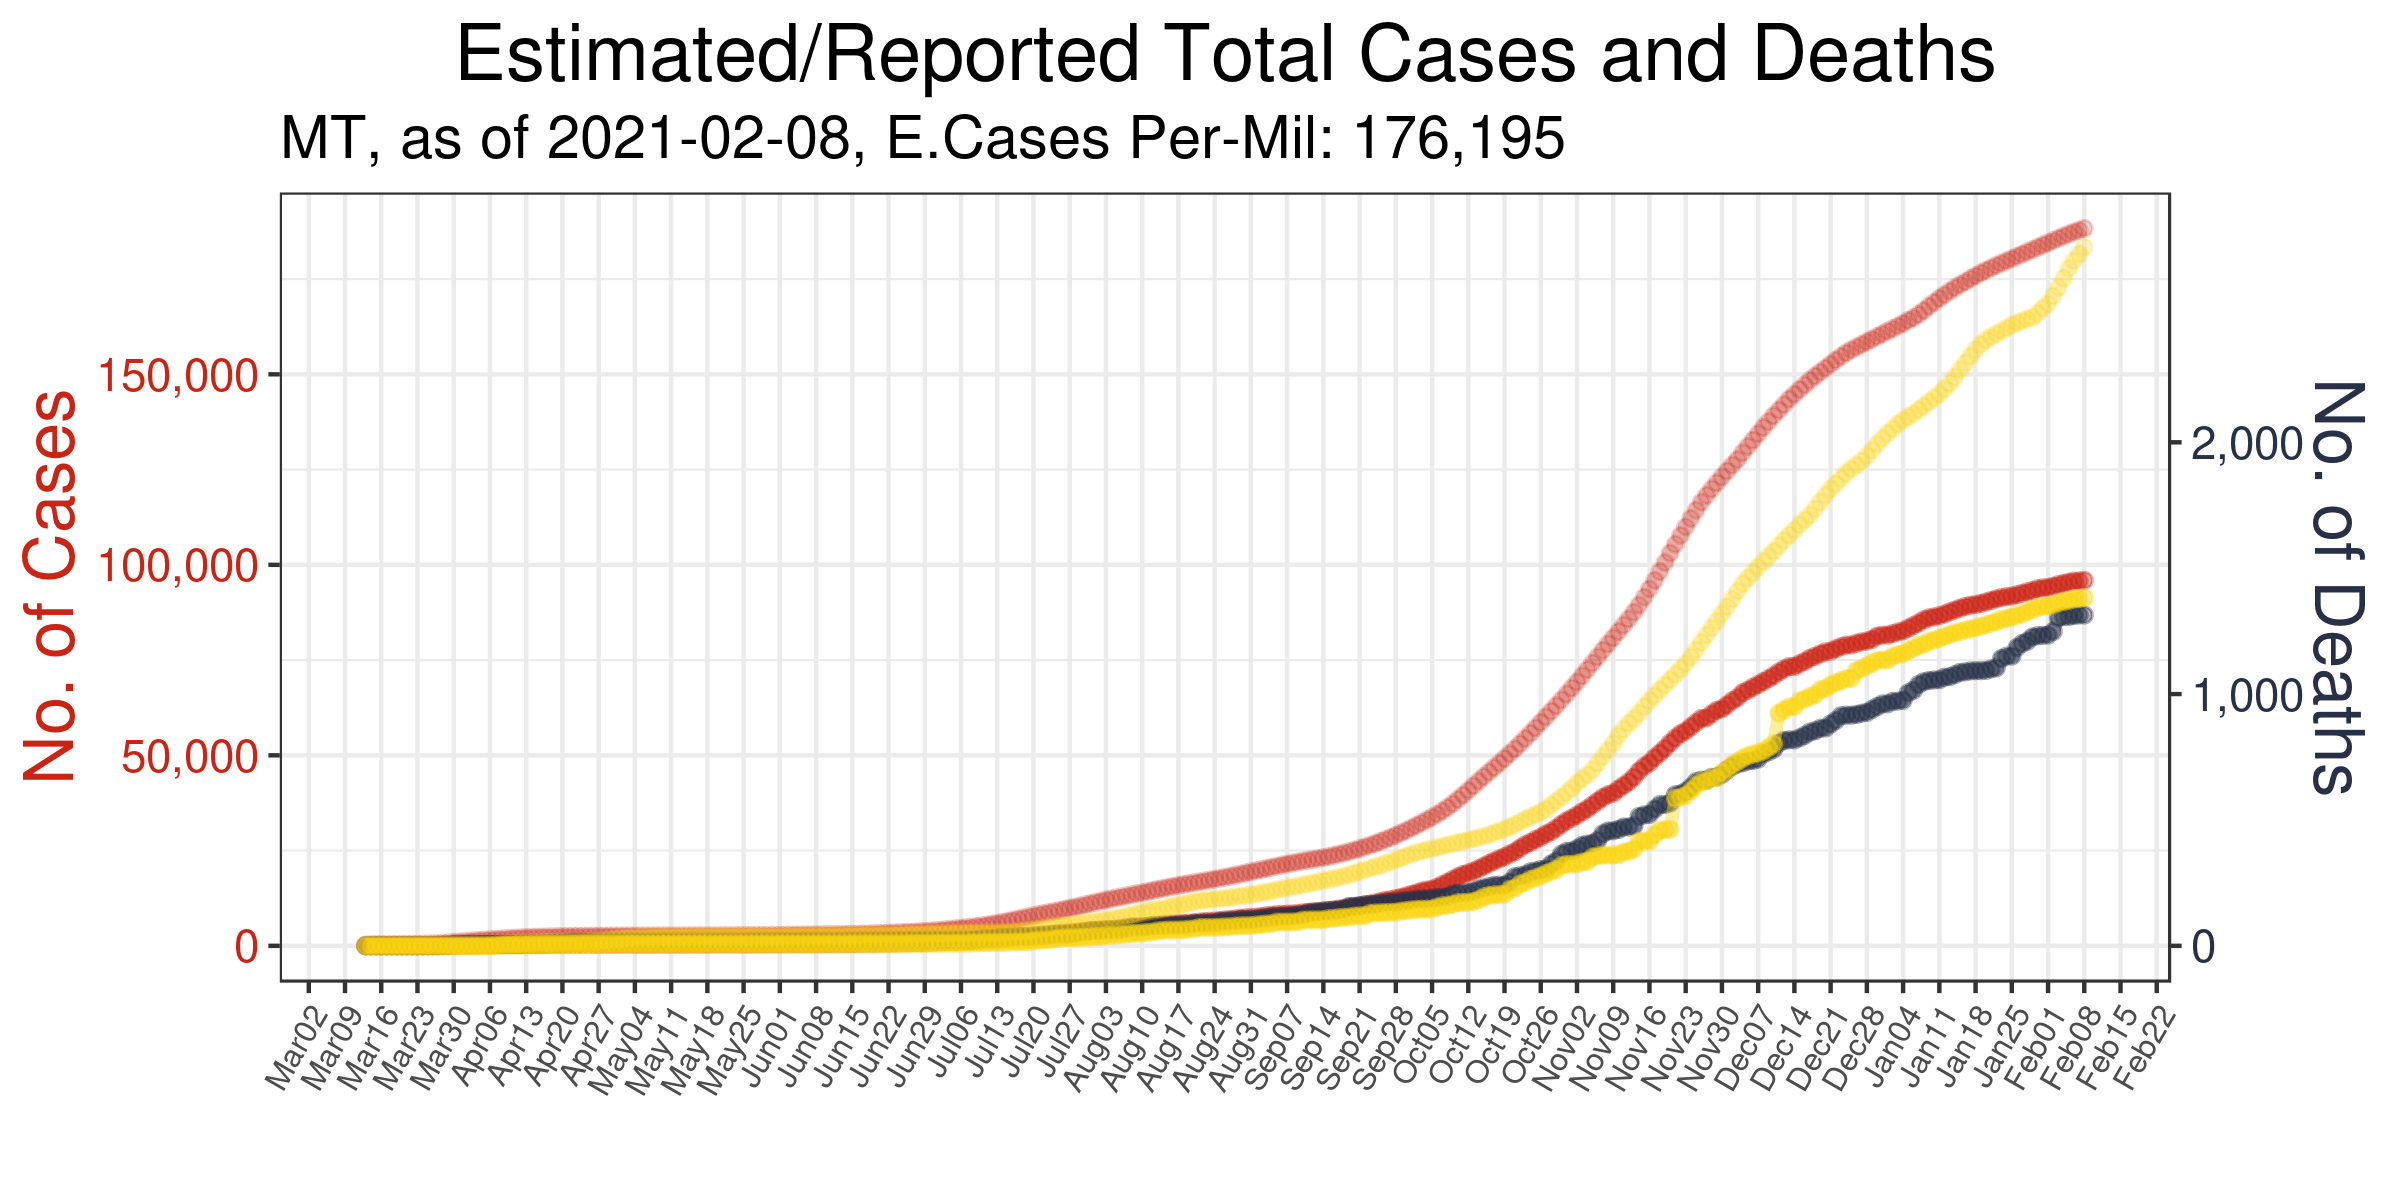 Estimated/Reported Total Cases and Deaths
MT, as of 2021-02-08, E.Cases Per-Mil: 176,195
No. of Cases
150,000
100,000
50,000
0
No. of Deaths
2,000
1,000
0
Mar02
Mar09
Mar16
Mar23
Mar30
Apr06
Apr13
Apr20
Apr27
May04
May11
May18
May25
Jun01
Jun08
Jun15
Jun22
Jun29
Jul06
Jul13
Jul20
Jul27
Aug03
Aug10
Aug17
Aug24
Aug31
Sep07
Sep14
Sep21
Sep28
Oct05
Oct12
Oct19
Oct26
Nov02
Nov09
Nov16
Nov23
Nov30
Dec07
Dec14
Dec21
Dec28
Jan04
Jan11
Jan18
Jan25
Feb01
Feb08
Feb15
Feb22